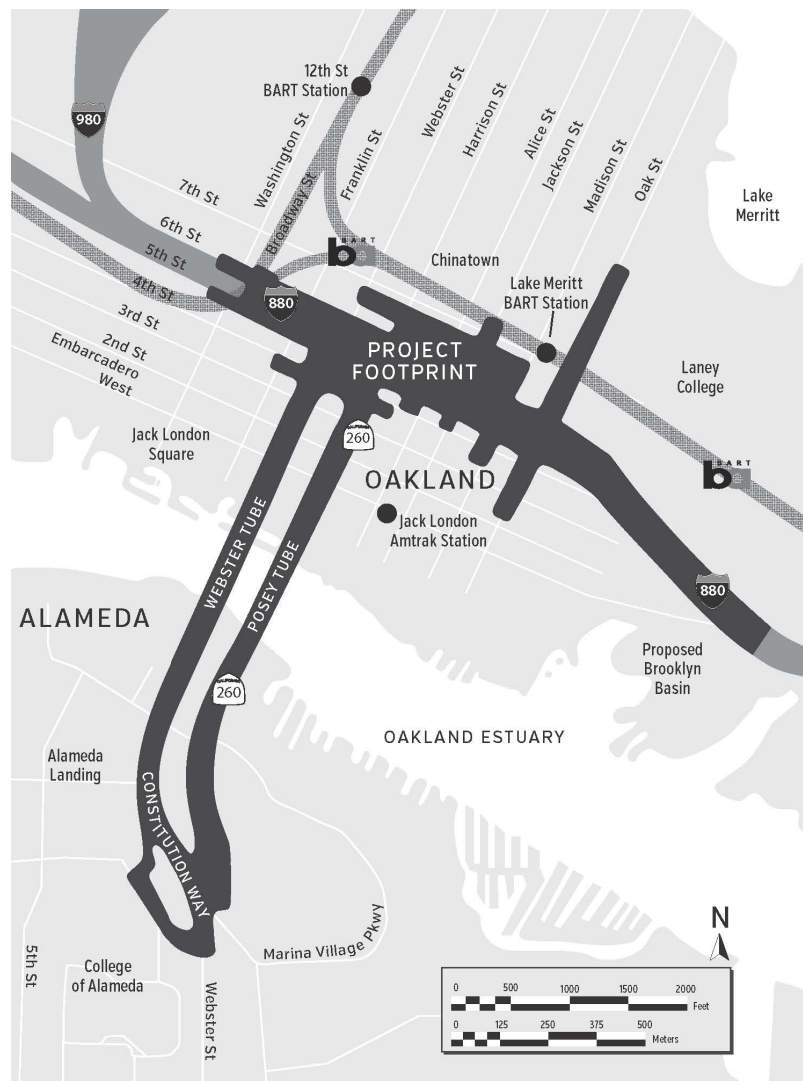 12th St
BART Station
980
Washington St
Broadway St
Franklin St
Webster St
Harrison St
Alice St
Jackson St
Madison St
Oak St
Lake
Merritt
7th St
6th St
5th St
4th St
3rd St
2nd St
Embarcadero
West
BART
ba
Chinatown
880
Lake Merritt
BART Station
PROJECT
FOOTPRINT
Laney
College
CALIFORNIA
260
Jack London
Square
OAKLAND
BART
ba
Jack London
Amtrak Station
WEBSTER TUBE
POSEY TUBE
880
ALAMEDA
Proposed
Brooklyn
Basin
CALIFORNIA
260
OAKLAND ESTUARY
Alameda
Landing
CONSTITUTION WAY
Marina Village Pkwy
5th St
College
of Alameda
Webster St
N
0 500 1000 1500 2000
Feet
0 125 250 375 500
Meters